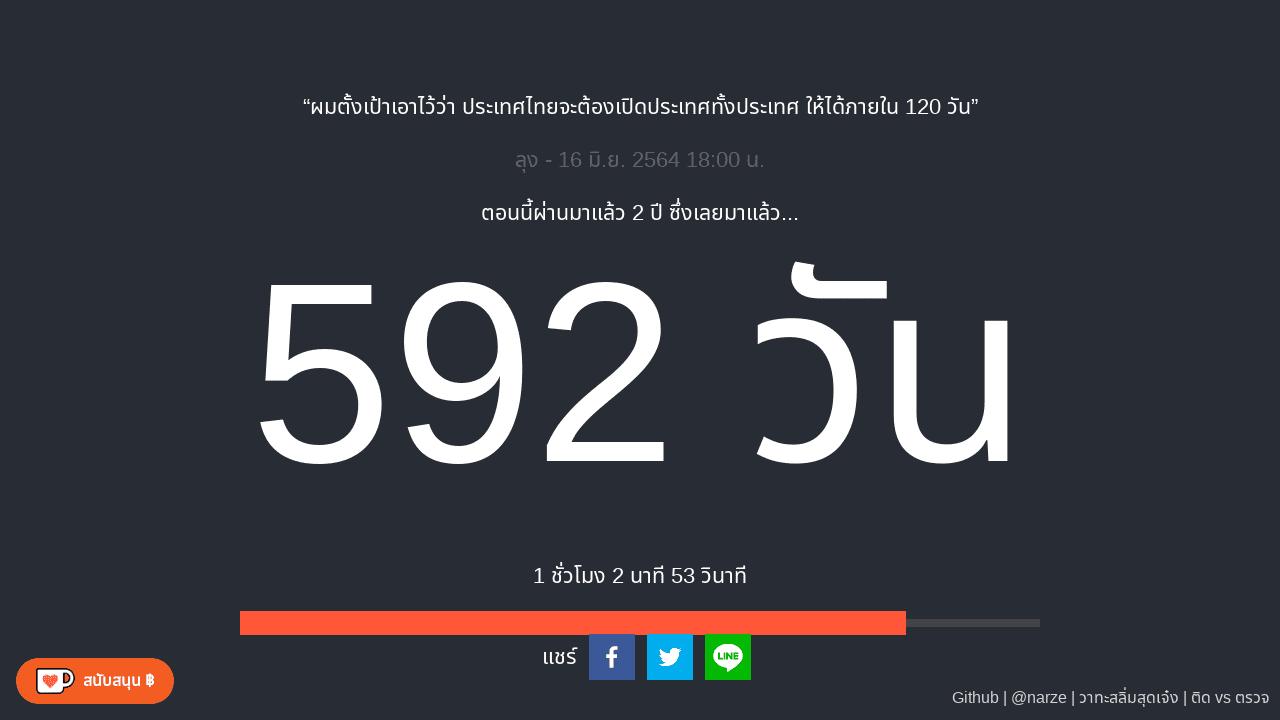 “ผมตั้งเป้าเอาไว้ว่า ประเทศไทยจะต้องเปิดประเทศทั้งประเทศ ให้ได้ภายใน 120 วัน”
ลุง - 16 มิ.ย. 2564 18:00 น.
ตอนนี้ผ่านมาแล้ว 2 ปี ซึ่งเลยมาแล้ว...
592 วัน
1 ชั่วโมง 2 นาที 53 วินาที
แชร์
LINE
สนับสนุน ฿
Github | @narze | วาทะสลิ่มสุดเจ๋ง | ติด vs ตรวจ